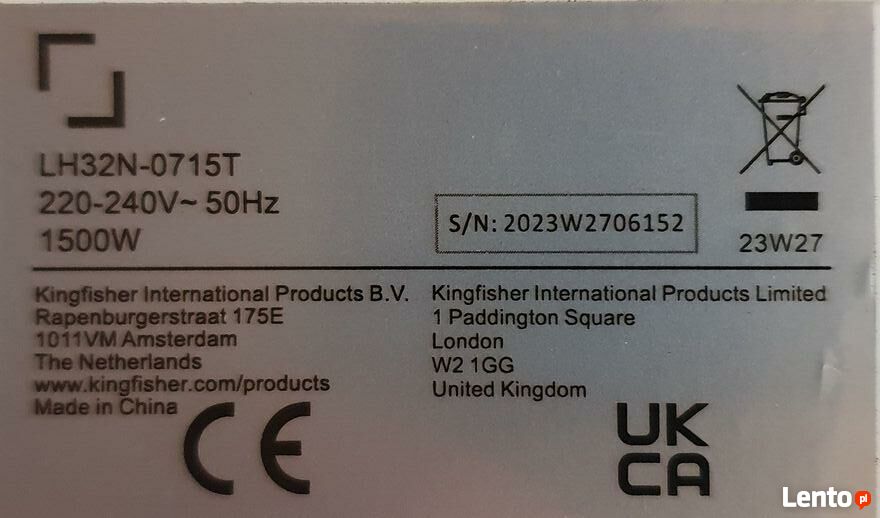 LH32N-0715T
220-240V~ 50Hz
1500W
S/N: 2023W2706152
23W27
Kingfisher International Products B.V.
Rapenburgerstraat 175E
1011VM Amsterdam
The Netherlands
www.kingfisher.com/products
Made in China
CE
Kingfisher International Products Limited
1 Paddington Square
London
W2 1GG
United Kingdom
UK
CA
Lento pl